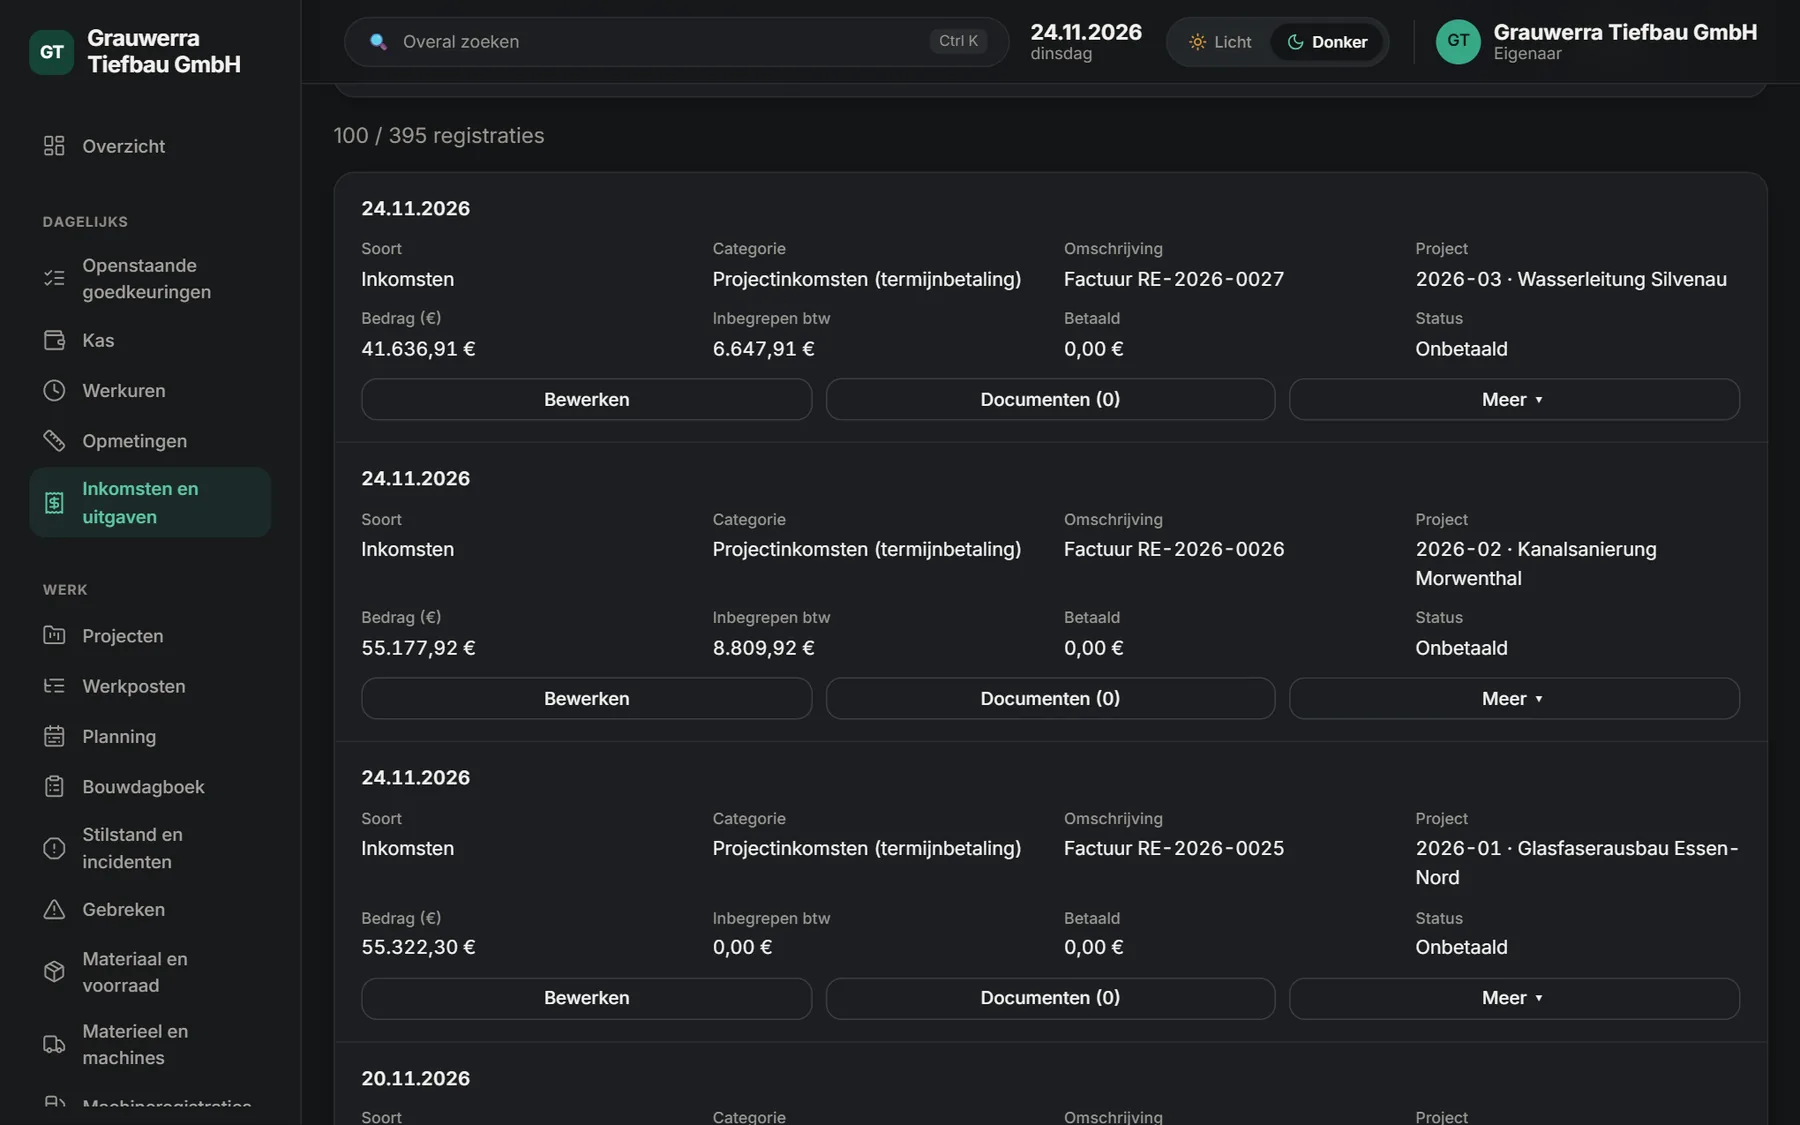 GT
Grauwerra
Tiefbau GmbH
Overal zoeken
Ctrl K
24.11.2026
dinsdag
Licht
Donker
GT
Grauwerra Tiefbau GmbH
Eigenaar
Overzicht
DAGELIJKS
Openstaande
goedkeuringen
Kas
Werkuren
Opmetingen
Inkomsten en
uitgaven
WERK
Projecten
Werkposten
Planning
Bouwdagboek
Stilstand en
incidenten
Gebreken
Materiaal en
voorraad
Materieel en
machines
Machineregistraties
100 / 395 registraties
24.11.2026
Soort Categorie Omschrijving Project
Inkomsten Projectinkomsten (termijnbetaling) Factuur RE-2026-0027 2026-03 · Wasserleitung Silvenau
Bedrag (€) Inbegrepen btw Betaald Status
41.636,91 € 6.647,91 € 0,00 € Onbetaald
Bewerken Documenten (0) Meer ▾
24.11.2026
Soort Categorie Omschrijving Project
Inkomsten Projectinkomsten (termijnbetaling) Factuur RE-2026-0026 2026-02 · Kanalsanierung
Morwenthal
Bedrag (€) Inbegrepen btw Betaald Status
55.177,92 € 8.809,92 € 0,00 € Onbetaald
Bewerken Documenten (0) Meer ▾
24.11.2026
Soort Categorie Omschrijving Project
Inkomsten Projectinkomsten (termijnbetaling) Factuur RE-2026-0025 2026-01 · Glasfaserausbau Essen-
Nord
Bedrag (€) Inbegrepen btw Betaald Status
55.322,30 € 0,00 € 0,00 € Onbetaald
Bewerken Documenten (0) Meer ▾
20.11.2026
Soort Categorie Omschrijving Project